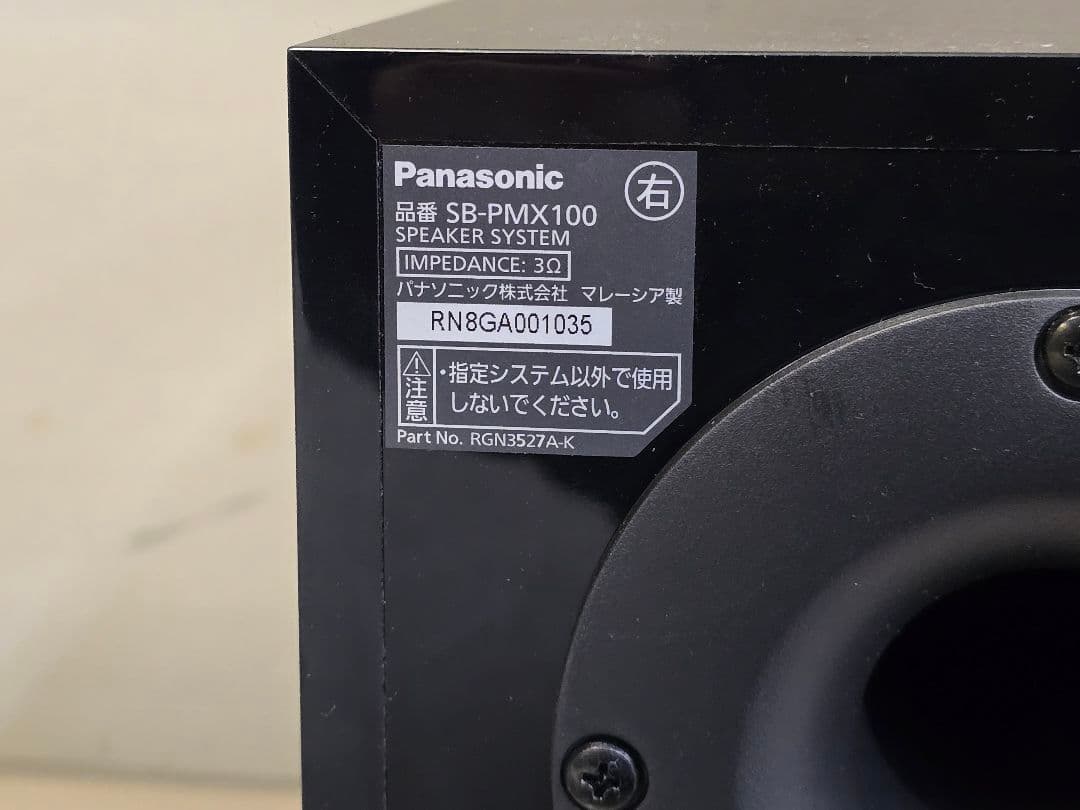 Panasonic
右
品番 SB-PMX100
SPEAKER SYSTEM
IMPEDANCE: 3Ω
パナソニック株式会社 マレーシア製
RN8GA001035
⚠注意
・指定システム以外で使用
しないでください。
Part No. RGN3527A-K